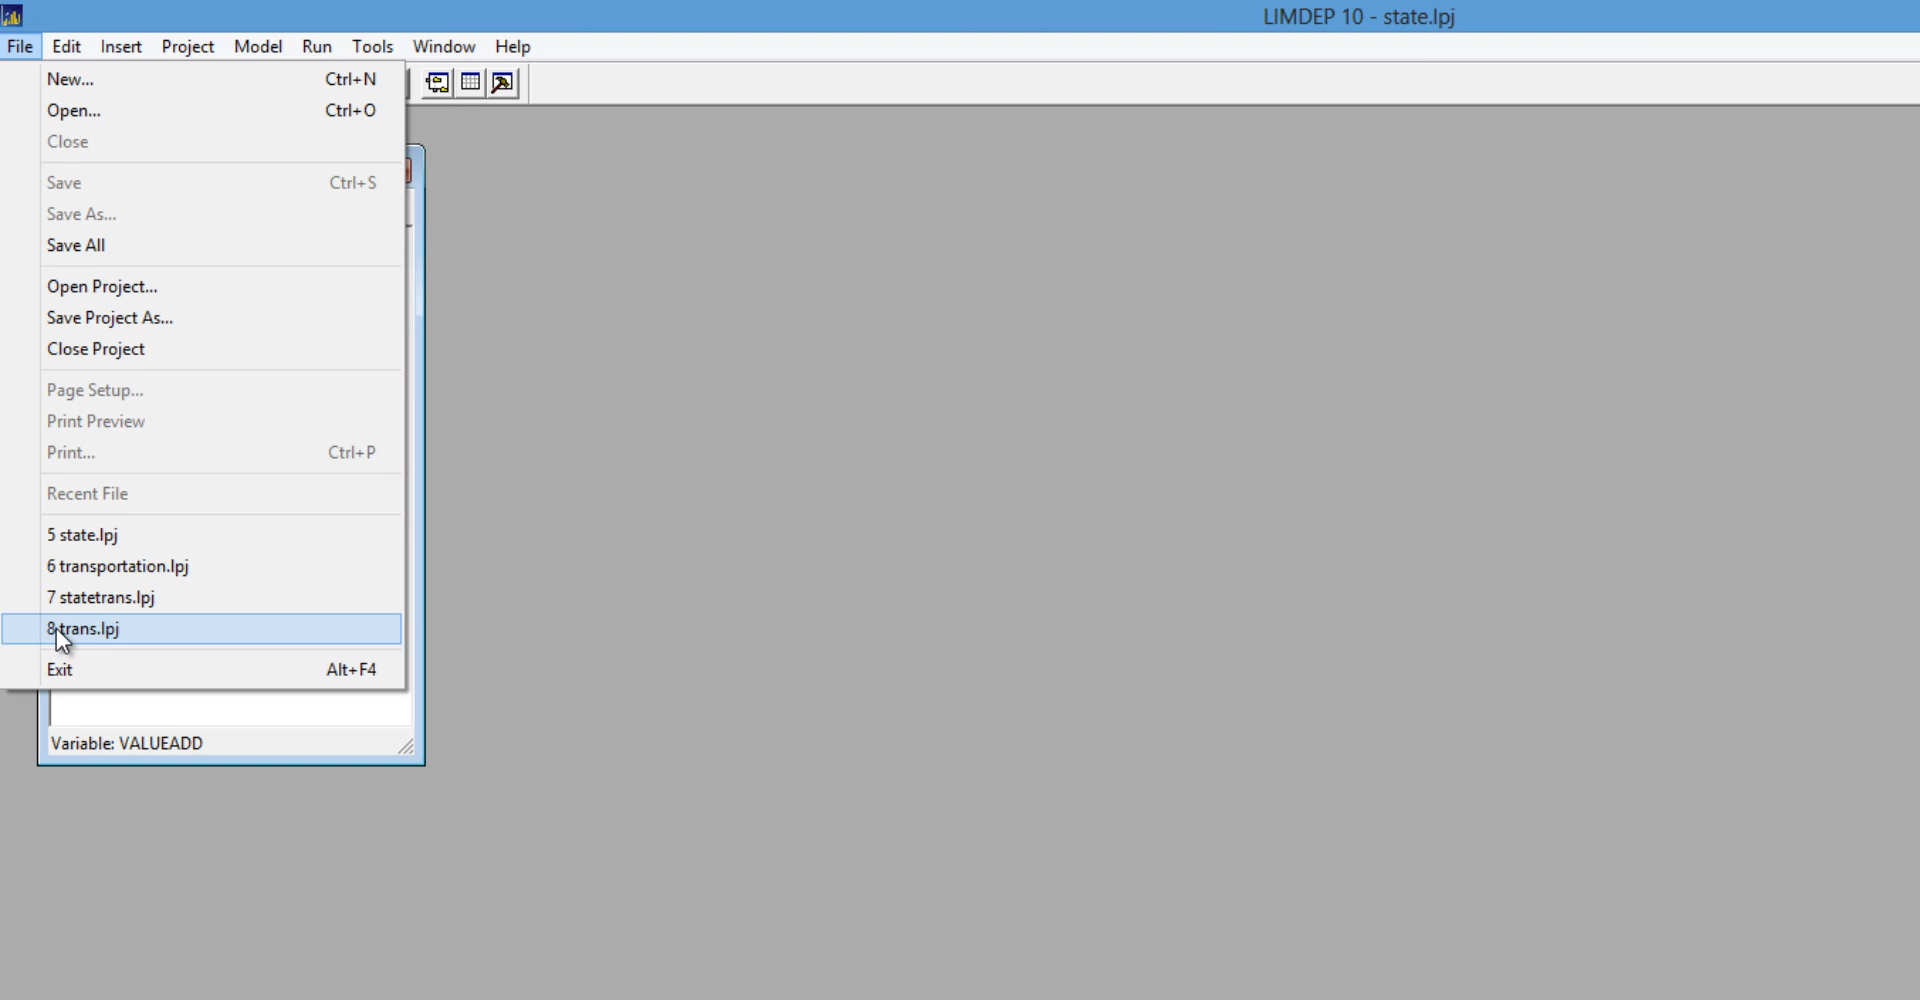 LIMDEP 10 - state.lpj
File Edit Insert Project Model Run Tools Window Help
New... Ctrl+N
Open... Ctrl+O
Close
Save Ctrl+S
Save As...
Save All
Open Project...
Save Project As...
Close Project
Page Setup...
Print Preview
Print... Ctrl+P
Recent File
5 state.lpj
6 transportation.lpj
7 statetrans.lpj
8 trans.lpj
Exit Alt+F4
Variable: VALUEADD